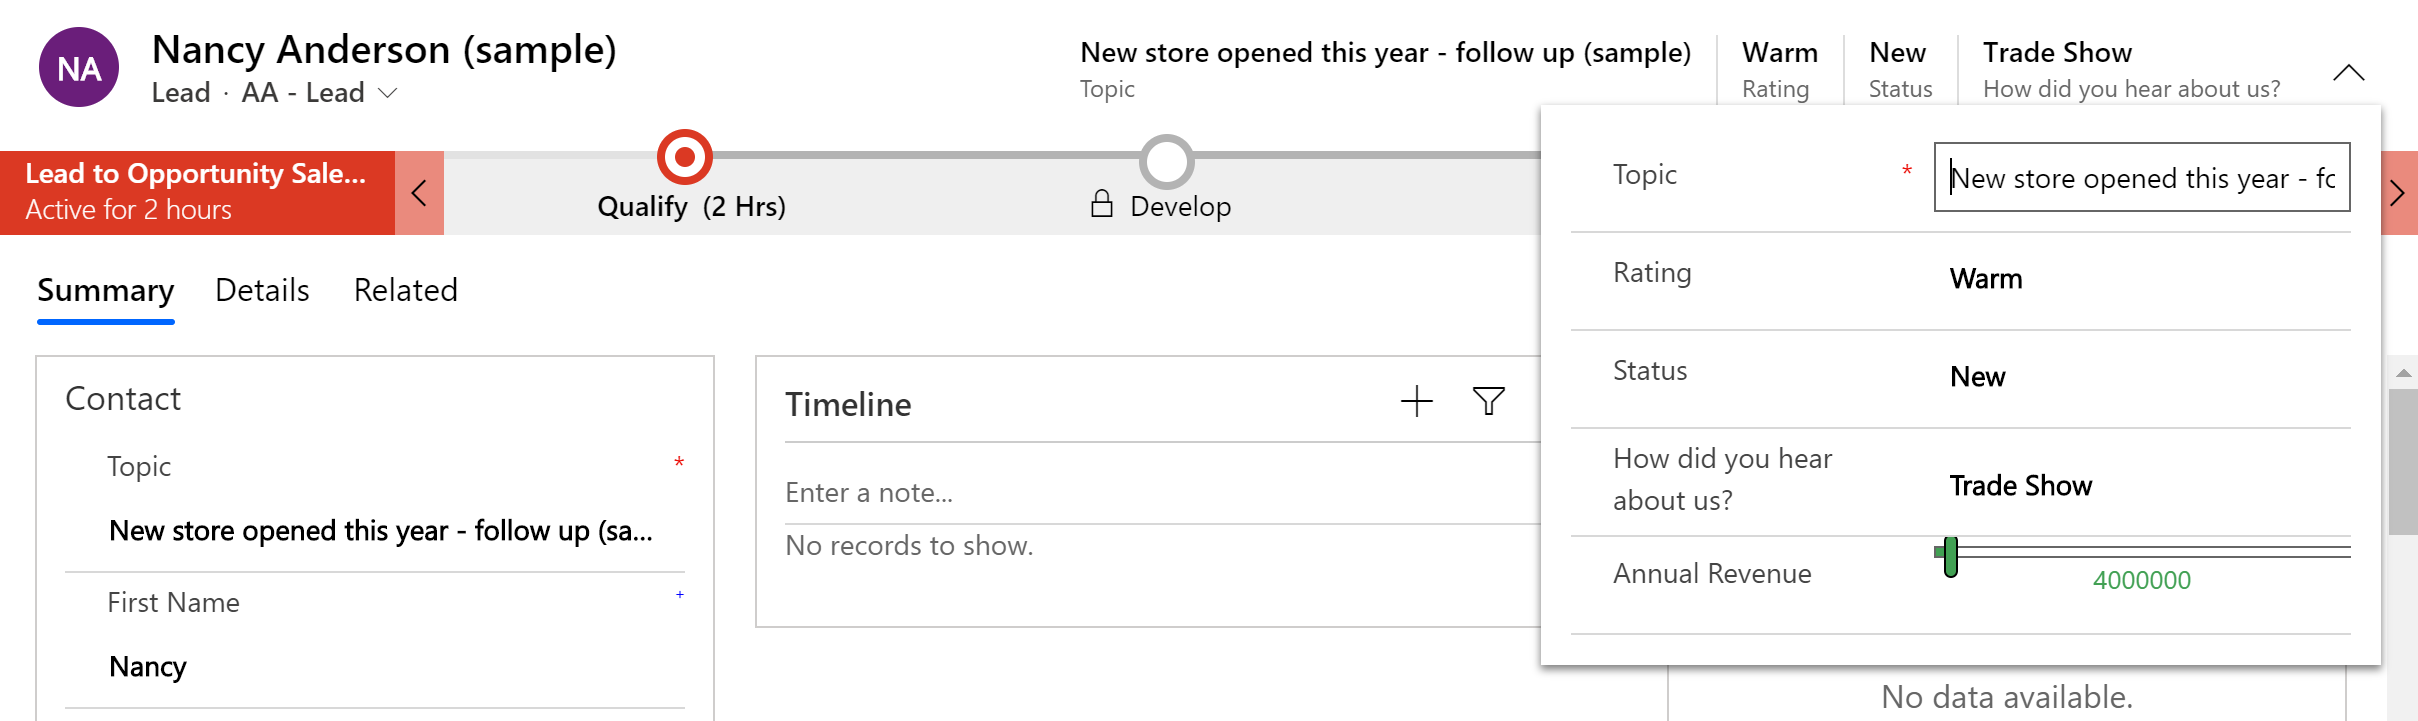 NA
Nancy Anderson (sample)
Lead · AA - Lead
New store opened this year - follow up (sample)
Topic
Warm
Rating
New
Status
Trade Show
How did you hear about us?
Lead to Opportunity Sale...
Active for 2 hours
Qualify (2 Hrs)
Develop
Summary
Details
Related
Contact
Topic *
New store opened this year - follow up (sa...
First Name +
Nancy
Timeline
Enter a note...
No records to show.
Topic * New store opened this year - fo
Rating Warm
Status New
How did you hear
about us?
Trade Show
Annual Revenue
4000000
No data available.